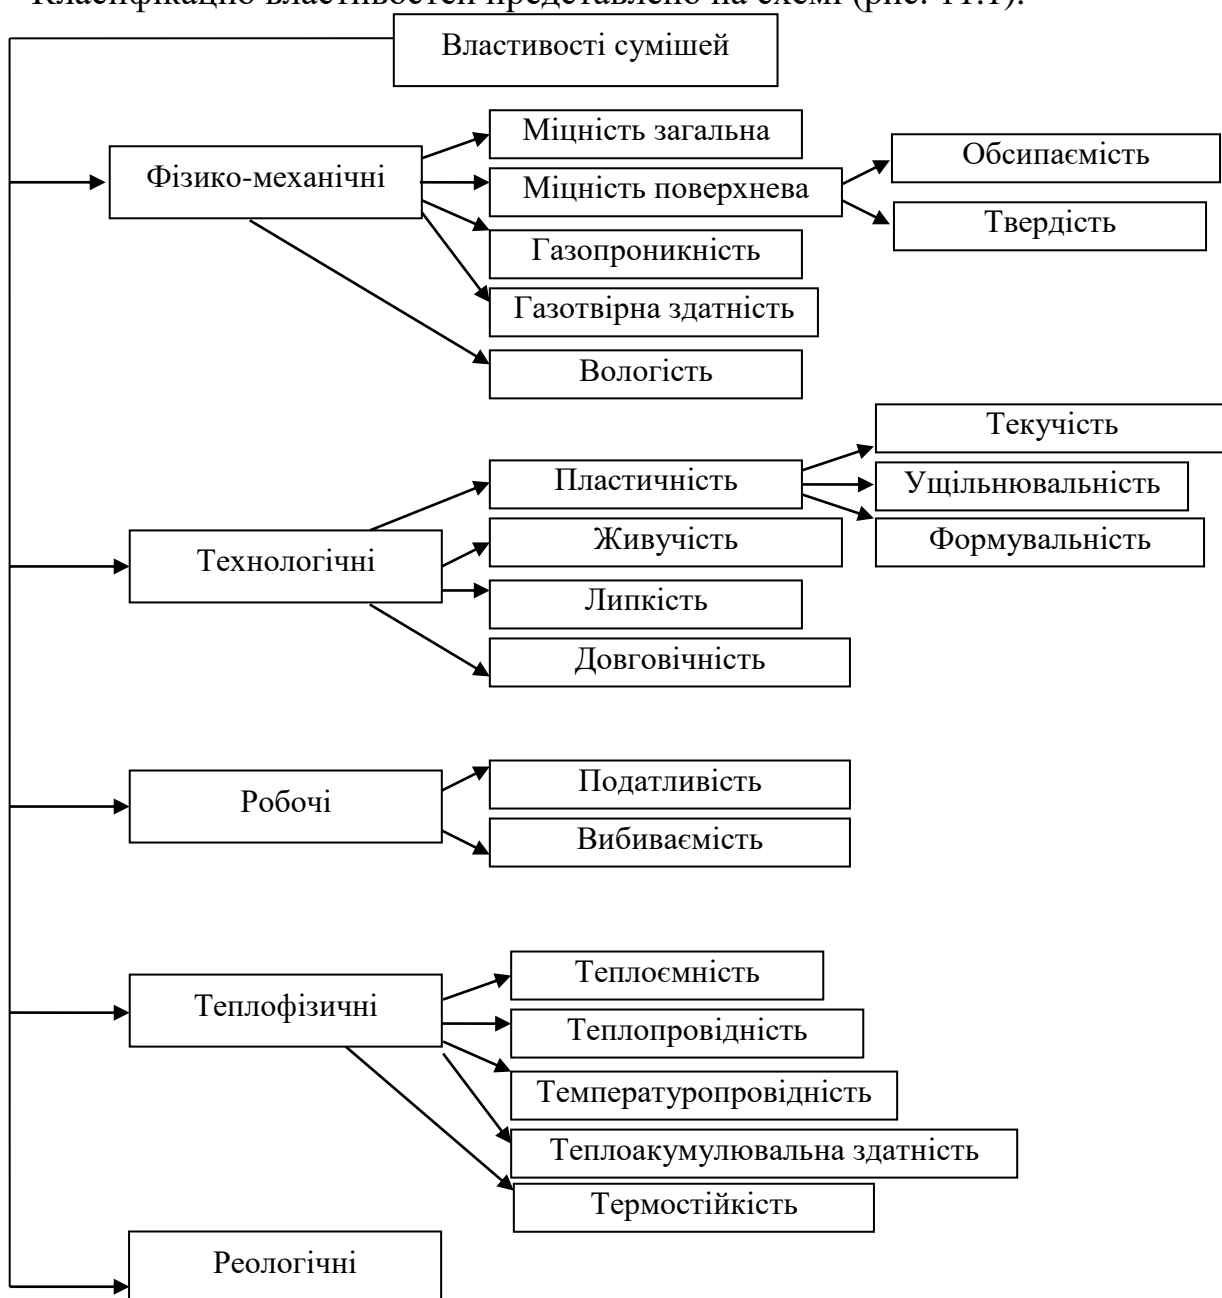 Класифікацію властивостей представлено на схемі (рис. 11.1).
Властивості сумішей
Фізико-механічні
Міцність загальна
Міцність поверхнева
Обсипаємість
Твердість
Газопроникність
Газотвірна здатність
Вологість
Технологічні
Пластичність
Текучість
Ущільнювальність
Формувальність
Живучість
Липкість
Довговічність
Робочі
Податливість
Вибиваємість
Теплофізичні
Теплоємність
Теплопровідність
Температуропровідність
Теплоакумулювальна здатність
Термостійкість
Реологічні